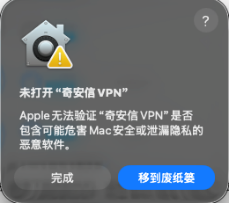 ?
未打开“奇安信 VPN”
Apple 无法验证“奇安信 VPN”是否
包含可能危害 Mac 安全或泄漏隐私的
恶意软件。
完成
移到废纸篓